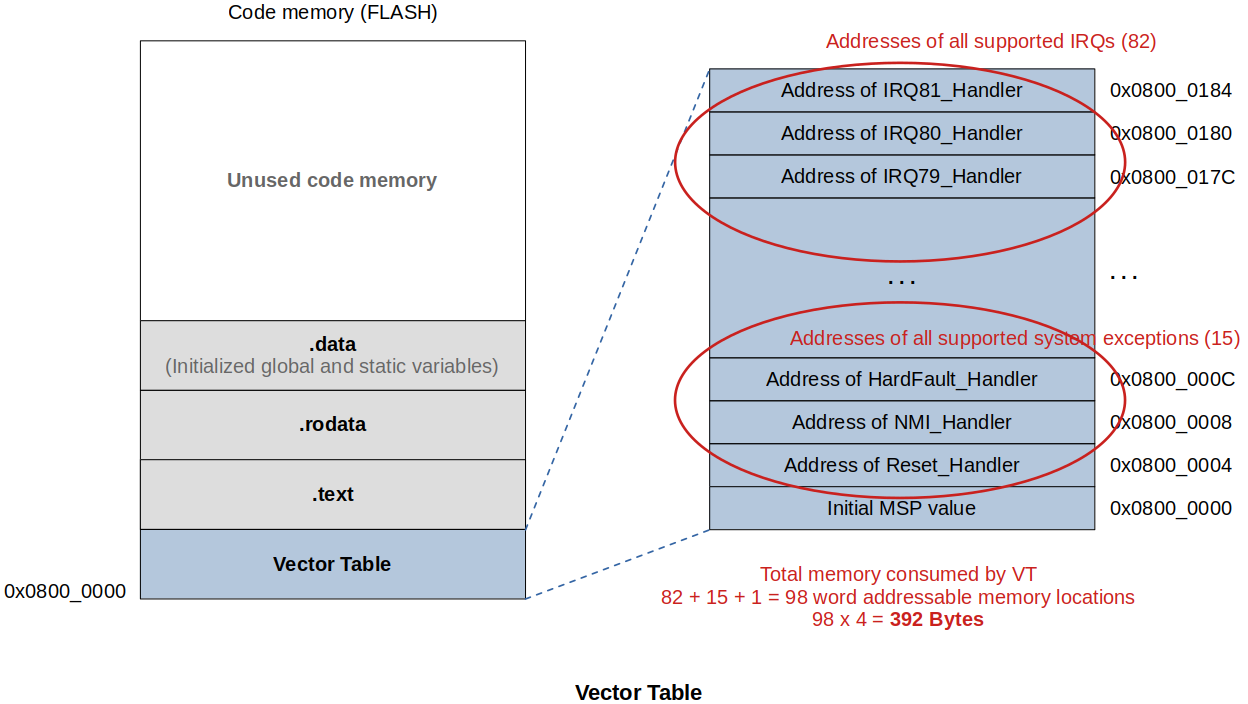 Code memory (FLASH)
Unused code memory
.data
(Initialized global and static variables)
.rodata
.text
Vector Table
0x0800_0000
Addresses of all supported IRQs (82)
Address of IRQ81_Handler 0x0800_0184
Address of IRQ80_Handler 0x0800_0180
Address of IRQ79_Handler 0x0800_017C
... ...
Addresses of all supported system exceptions (15)
Address of HardFault_Handler 0x0800_000C
Address of NMI_Handler 0x0800_0008
Address of Reset_Handler 0x0800_0004
Initial MSP value 0x0800_0000
Total memory consumed by VT
82 + 15 + 1 = 98 word addressable memory locations
98 x 4 = 392 Bytes
Vector Table